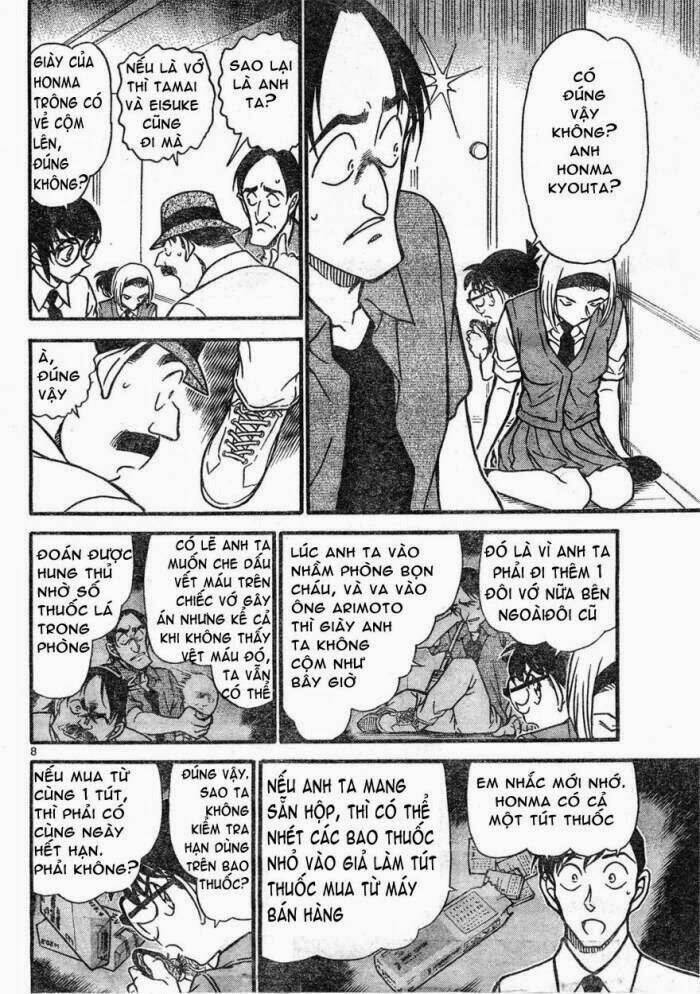 CÓ
ĐÚNG
VẬY
KHÔNG?
ANH
HONMA
KYOUTA?
SAO LẠI
LÀ ANH
TA?
NẾU LÀ VỚ
THÌ TAMAI
VÀ EISUKE
CŨNG
ĐI MÀ
GIÀY CỦA
HONMA
TRÔNG CÓ
VẺ CỘM
LÊN,
ĐÚNG
KHÔNG?
À,
ĐÚNG
VẬY
ĐÓ LÀ VÌ ANH TA
PHẢI ĐI THÊM 1
ĐÔI VỚ NỮA BÊN
NGOÀIĐÔI CŨ
LÚC ANH TA VÀO
NHẦM PHÒNG BỌN
CHÁU, VÀ VA VÀO
ÔNG ARIMOTO
THÌ GIÀY ANH
TA KHÔNG
CỘM NHƯ
BÂY GIỜ
CÓ LẼ ANH TA
MUỐN CHE DẤU
VẾT MÁU TRÊN
CHIẾC VỚ GÂY
ÁN NHƯNG KỂ CẢ
KHI KHÔNG THẤY
VỆT MÁU ĐÓ,
TA VẪN
CÓ THỂ
ĐOÁN ĐƯỢC
HUNG THỦ
NHỜ SỐ
THUỐC LÁ
TRONG
PHÒNG
8
EM NHẮC MỚI NHỚ.
HONMA CÓ CẢ
MỘT TÚT THUỐC
NẾU ANH TA MANG
SẴN HỘP, THÌ CÓ THỂ
NHÉT CÁC BAO THUỐC
NHỎ VÀO GIẢ LÀM TÚT
THUỐC MUA TỪ MÁY
BÁN HÀNG
ĐÚNG VẬY.
SAO TA
KHÔNG
KIỂM TRA
HẠN DÙNG
TRÊN BAO
THUỐC?
NẾU MUA TỪ
CÙNG 1 TÚT,
THÌ PHẢI CÓ
CÙNG NGÀY
HẾT HẠN.
PHẢI KHÔNG?